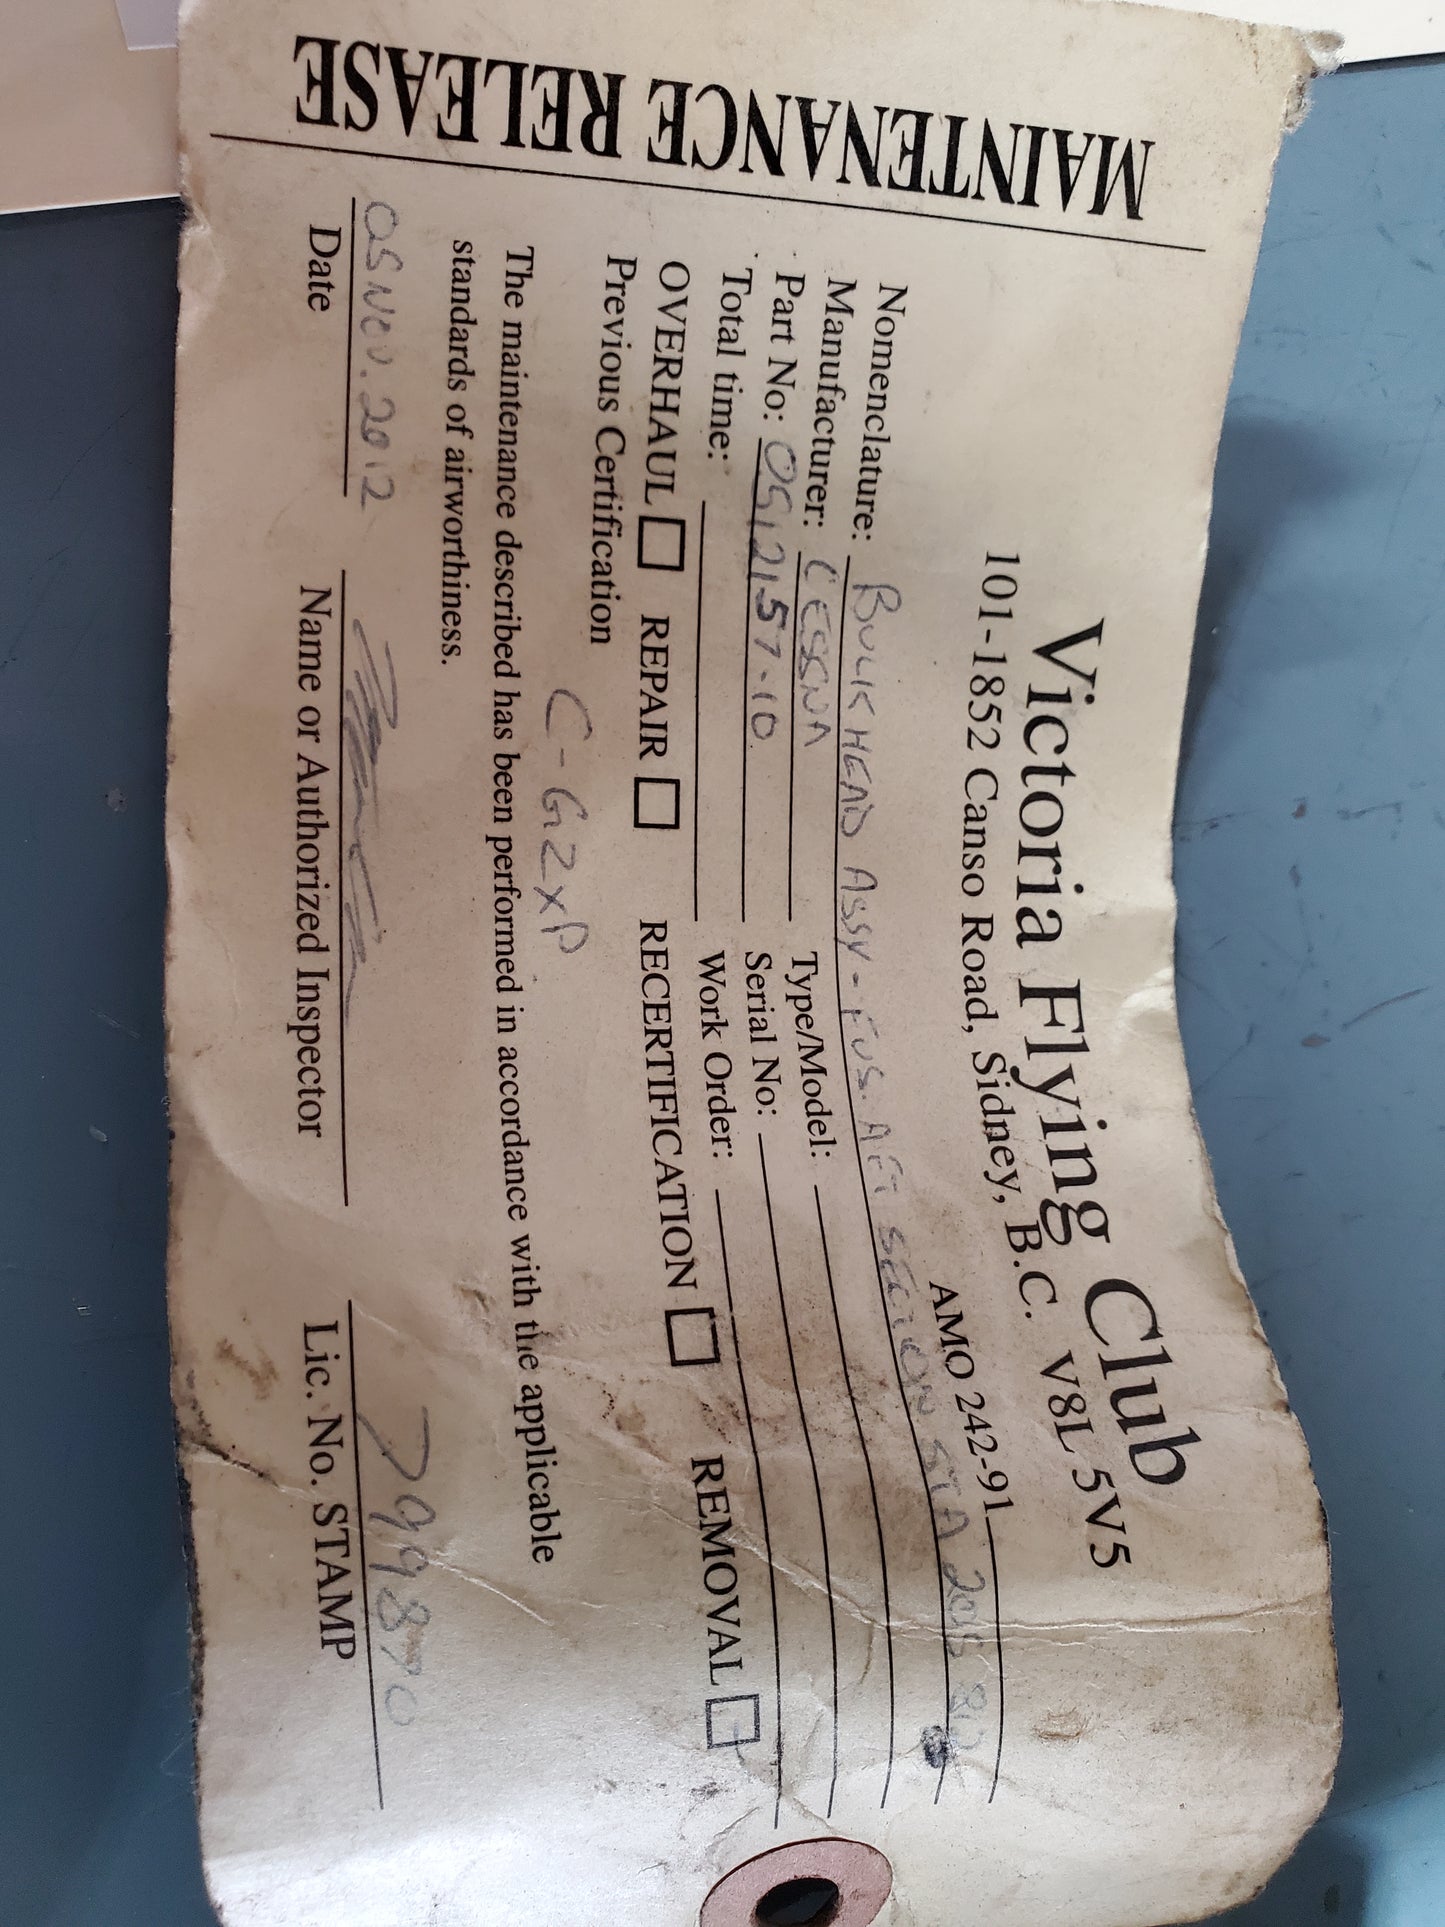 MAINTENANCE RELEASE
Victoria Flying Club
101-1852 Canso Road, Sidney, B.C. V8L 5V5
AMO 242-91
Nomenclature: BULKHEAD ASSY - FUS. AFT SECTION STA 208
Manufacturer: CESSNA Type/Model:
Part No: 0512157-10 Serial No:
Total time: Work Order:
OVERHAUL REPAIR RECERTIFICATION REMOVAL
Previous Certification
C-GZXP
The maintenance described has been performed in accordance with the applicable
standards of airworthiness.
05 NOV. 2012 799870
Date Name or Authorized Inspector Lic. No. STAMP